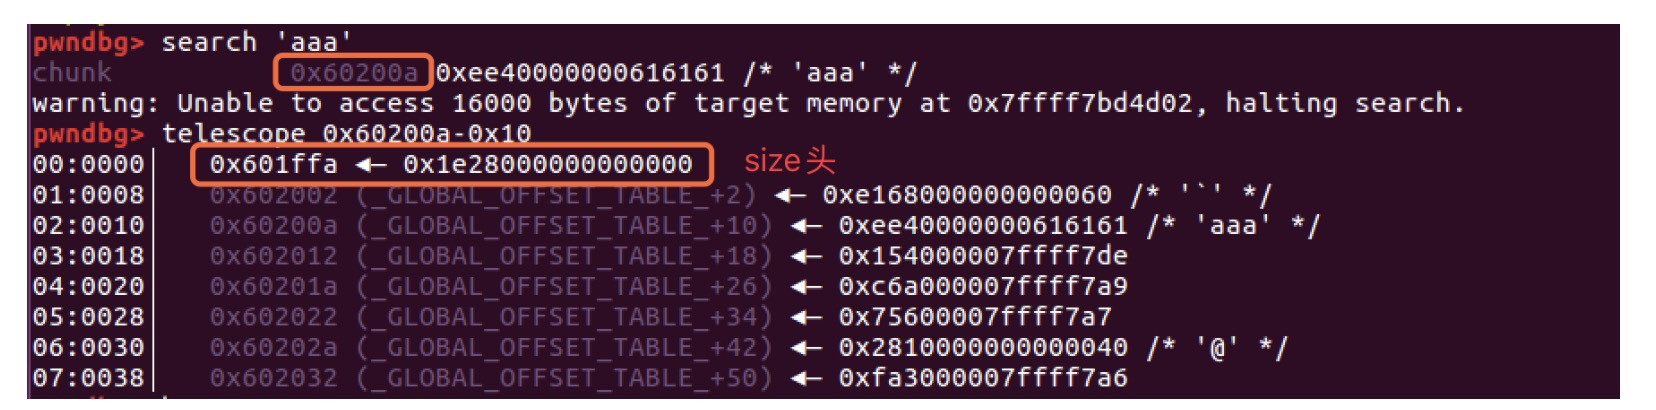 pwndbg> search 'aaa'
chunk 0x60200a 0xee40000000616161 /* 'aaa' */
warning: Unable to access 16000 bytes of target memory at 0x7ffff7bd4d02, halting search.
pwndbg> telescope 0x60200a-0x10
00:0000│ 0x601ffa ◂— 0x1e28000000000000 size头
01:0008│ 0x602002 (_GLOBAL_OFFSET_TABLE_+2) ◂— 0xe168000000000060 /* '`' */
02:0010│ 0x60200a (_GLOBAL_OFFSET_TABLE_+10) ◂— 0xee40000000616161 /* 'aaa' */
03:0018│ 0x602012 (_GLOBAL_OFFSET_TABLE_+18) ◂— 0x154000007ffff7de
04:0020│ 0x60201a (_GLOBAL_OFFSET_TABLE_+26) ◂— 0xc6a000007ffff7a9
05:0028│ 0x602022 (_GLOBAL_OFFSET_TABLE_+34) ◂— 0x75600007ffff7a7
06:0030│ 0x60202a (_GLOBAL_OFFSET_TABLE_+42) ◂— 0x2810000000000040 /* '@' */
07:0038│ 0x602032 (_GLOBAL_OFFSET_TABLE_+50) ◂— 0xfa3000007ffff7a6